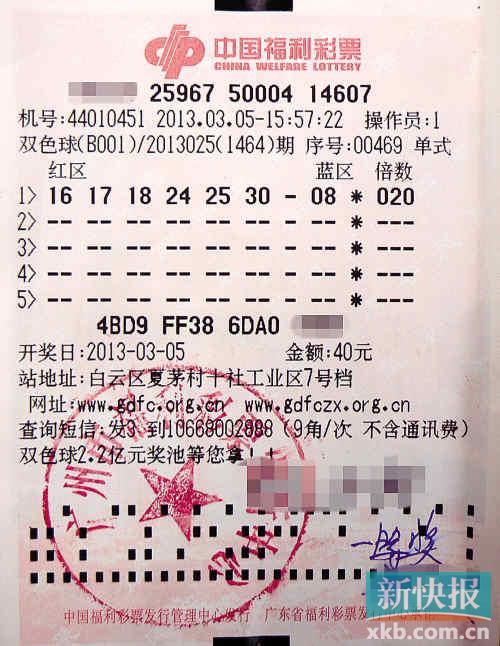 中国福利彩票
CHINA WELFARE LOTTERY
25967 50004 14607
机号:44010451 2013.03.05-15:57:22 操作员:1
双色球(B001)/2013025(1464)期 序号:00469 单式
红区 蓝区 倍数
1> 16 17 18 24 25 30 - 08 * 020
2> -- -- -- -- -- -- - -- * --
3> -- -- -- -- -- -- - -- * --
4> -- -- -- -- -- -- - -- * --
5> -- -- -- -- -- -- - -- * --
4BD9 FF38 6DA0
开奖日:2013-03-05 金额:40元
站地址:白云区夏茅村十社工业区7号档
网址:www.gdfc.org.cn www.gdfczx.org.cn
查询短信:发3 到10668002888（9角/次 不含通讯费）
双色球2.2亿元奖池等您拿!!
广州市福
中国福利彩票发行管理中心发行 广东省福利彩票发行中心承销
新快报
xkb.com.cn